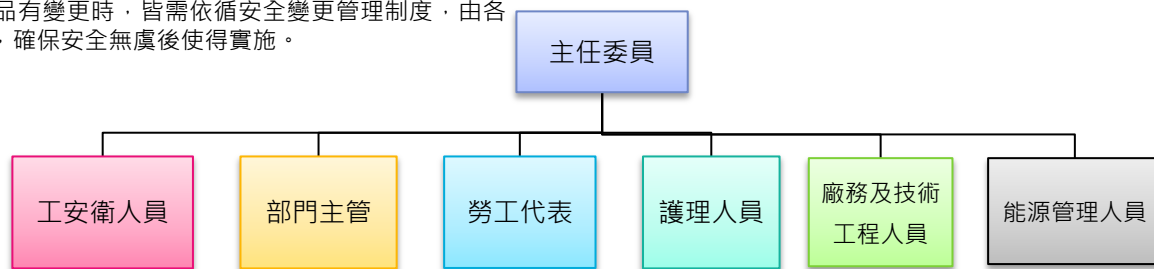 品有變更時，皆需依循安全變更管理制度，由各
，確保安全無虞後使得實施。
主任委員
工安衛人員
部門主管
勞工代表
護理人員
廠務及技術
工程人員
能源管理人員